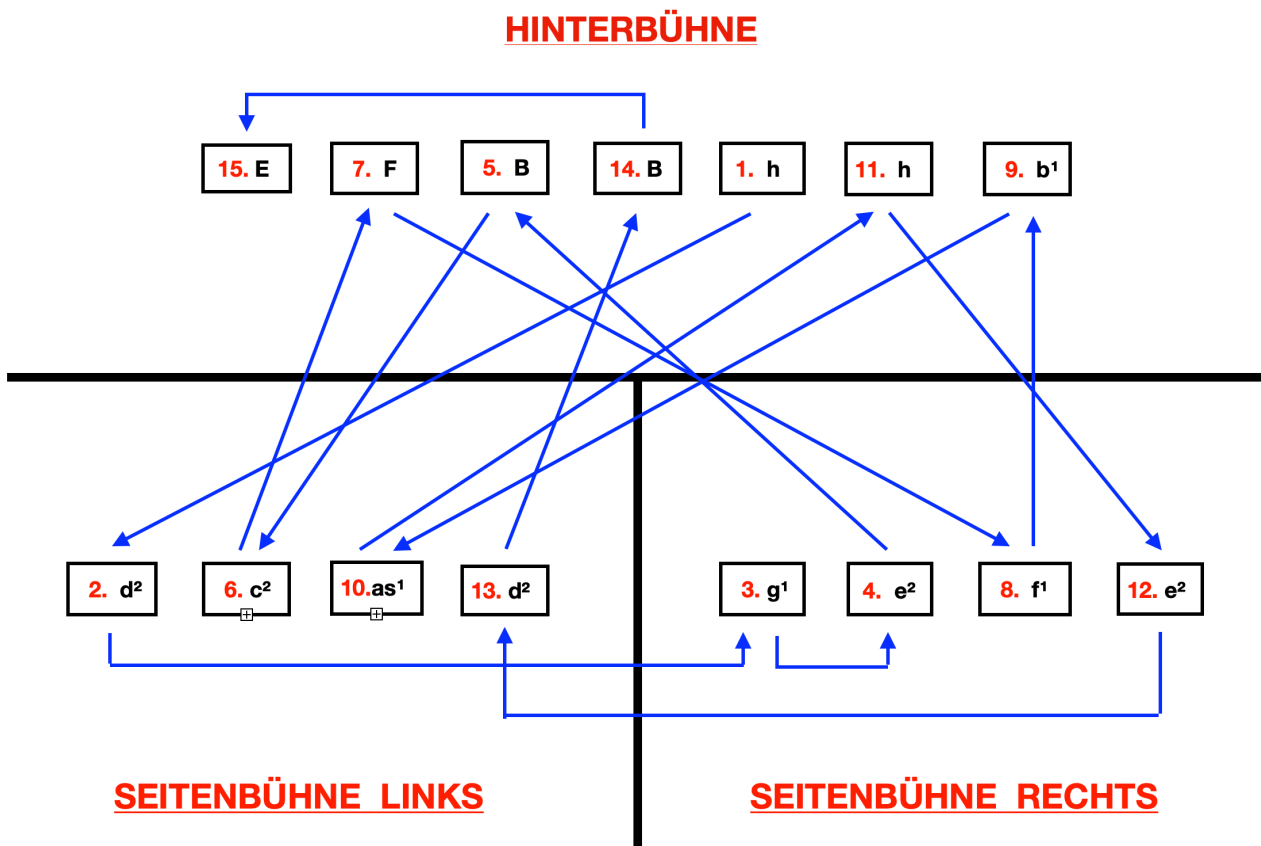 HINTERBÜHNE
15. E 7. F 5. B 14. B 1. h 11. h 9. b¹
2. d² 6. c² 10.as¹ 13. d² 3. g¹ 4. e² 8. f¹ 12. e²
SEITENBÜHNE LINKS SEITENBÜHNE RECHTS